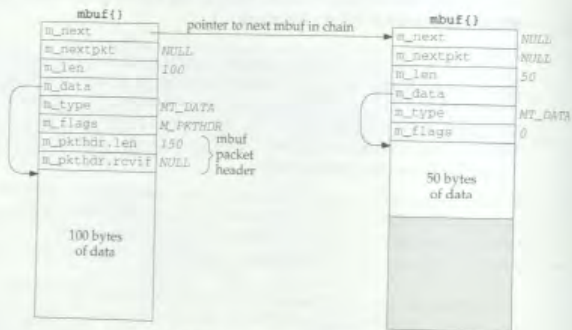 mbuf{}
m_next
pointer to next mbuf in chain
m_nextpkt NULL
m_len 100
m_data
m_type MT_DATA
m_flags M_PKTHDR
m_pkthdr.len 150
m_pkthdr.rcvif NULL
mbuf
packet
header
100 bytes
of data
mbuf{}
m_next NULL
m_nextpkt NULL
m_len 50
m_data
m_type MT_DATA
m_flags 0
50 bytes
of data